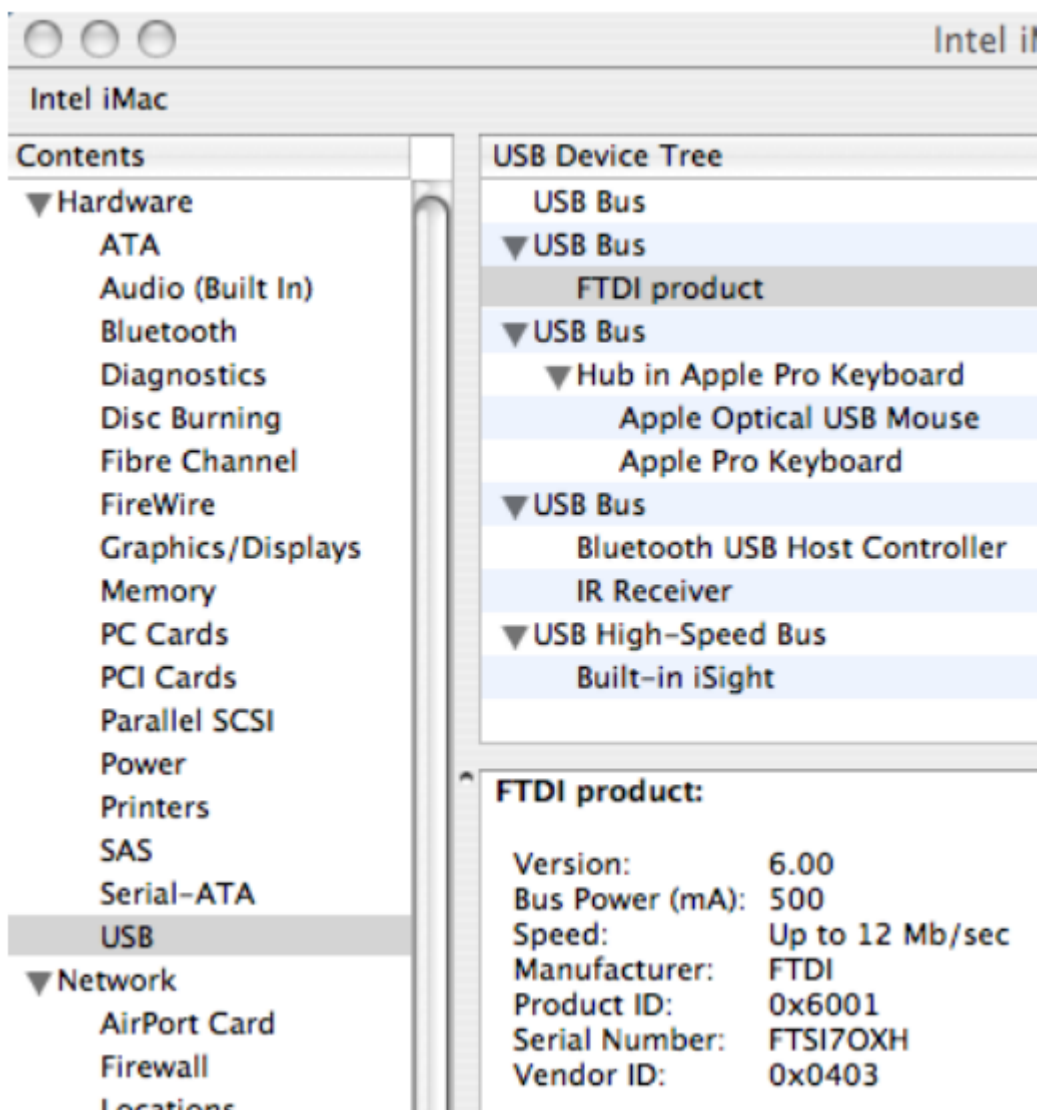 Intel i
Intel iMac
Contents
Hardware
ATA
Audio (Built In)
Bluetooth
Diagnostics
Disc Burning
Fibre Channel
FireWire
Graphics/Displays
Memory
PC Cards
PCI Cards
Parallel SCSI
Power
Printers
SAS
Serial-ATA
USB
Network
AirPort Card
Firewall
Locations
USB Device Tree
USB Bus
USB Bus
FTDI product
USB Bus
Hub in Apple Pro Keyboard
Apple Optical USB Mouse
Apple Pro Keyboard
USB Bus
Bluetooth USB Host Controller
IR Receiver
USB High-Speed Bus
Built-in iSight
FTDI product:
Version: 6.00
Bus Power (mA): 500
Speed: Up to 12 Mb/sec
Manufacturer: FTDI
Product ID: 0x6001
Serial Number: FTSI7OXH
Vendor ID: 0x0403